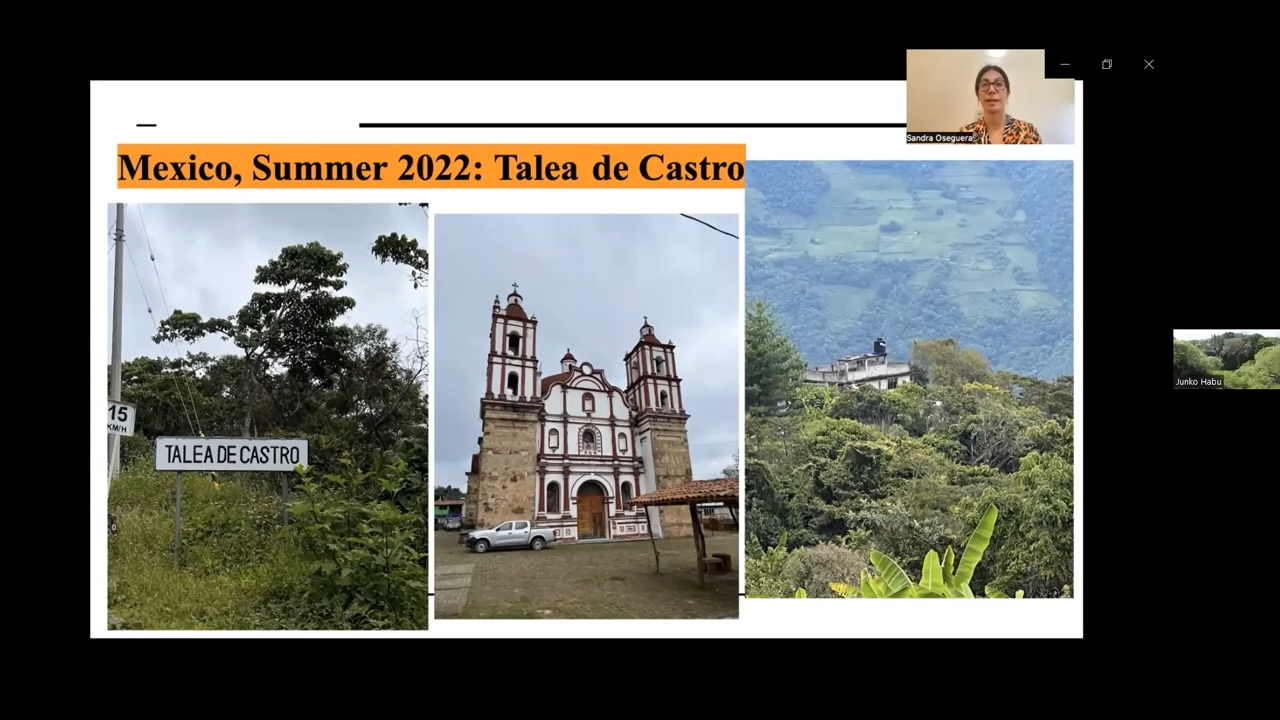 Sandra Oseguera
Mexico, Summer 2022: Talea de Castro
15
KM/H
TALEA DE CASTRO
Junko Habu